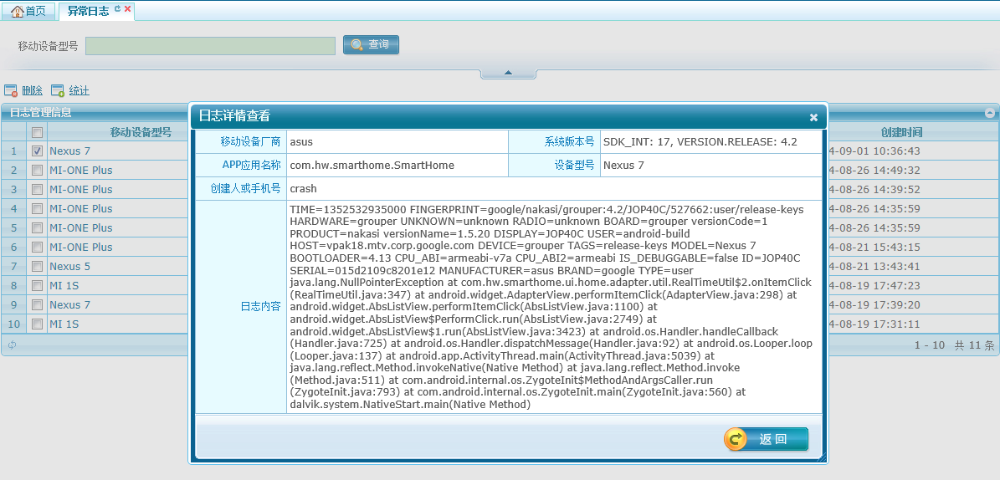 首页 异常日志
移动设备型号 查询
删除 统计
日志管理信息
移动设备型号 创建时间
1 Nexus 7 4-09-01 10:36:43
2 MI-ONE Plus 4-08-26 14:49:32
3 MI-ONE Plus 4-08-26 14:39:52
4 MI-ONE Plus 4-08-26 14:35:59
5 MI-ONE Plus 4-08-26 14:35:59
6 MI-ONE Plus 4-08-21 15:43:15
7 Nexus 5 4-08-21 13:43:41
8 MI 1S 4-08-19 17:47:23
9 Nexus 7 4-08-19 17:39:20
10 MI 1S 4-08-19 17:31:11
1 - 10 共 11 条
日志详情查看
移动设备厂商 asus 系统版本号 SDK_INT: 17, VERSION.RELEASE: 4.2
APP应用名称 com.hw.smarthome.SmartHome 设备型号 Nexus 7
创建人或手机号 crash
日志内容
TIME=1352532935000 FINGERPRINT=google/nakasi/grouper:4.2/JOP40C/527662:user/release-keys
HARDWARE=grouper UNKNOWN=unknown RADIO=unknown BOARD=grouper versionCode=1
PRODUCT=nakasi versionName=1.5.20 DISPLAY=JOP40C USER=android-build
HOST=vpak18.mtv.corp.google.com DEVICE=grouper TAGS=release-keys MODEL=Nexus 7
BOOTLOADER=4.13 CPU_ABI=armeabi-v7a CPU_ABI2=armeabi IS_DEBUGGABLE=false ID=JOP40C
SERIAL=015d2109c8201e12 MANUFACTURER=asus BRAND=google TYPE=user
java.lang.NullPointerException at com.hw.smarthome.ui.home.adapter.util.RealTimeUtil$2.onItemClick
(RealTimeUtil.java:347) at android.widget.AdapterView.performItemClick(AdapterView.java:298) at
android.widget.AbsListView.performItemClick(AbsListView.java:1100) at
android.widget.AbsListView$PerformClick.run(AbsListView.java:2749) at
android.widget.AbsListView$1.run(AbsListView.java:3423) at android.os.Handler.handleCallback
(Handler.java:725) at android.os.Handler.dispatchMessage(Handler.java:92) at android.os.Looper.loop
(Looper.java:137) at android.app.ActivityThread.main(ActivityThread.java:5039) at
java.lang.reflect.Method.invokeNative(Native Method) at java.lang.reflect.Method.invoke
(Method.java:511) at com.android.internal.os.ZygoteInit$MethodAndArgsCaller.run
(ZygoteInit.java:793) at com.android.internal.os.ZygoteInit.main(ZygoteInit.java:560) at
dalvik.system.NativeStart.main(Native Method)
返 回